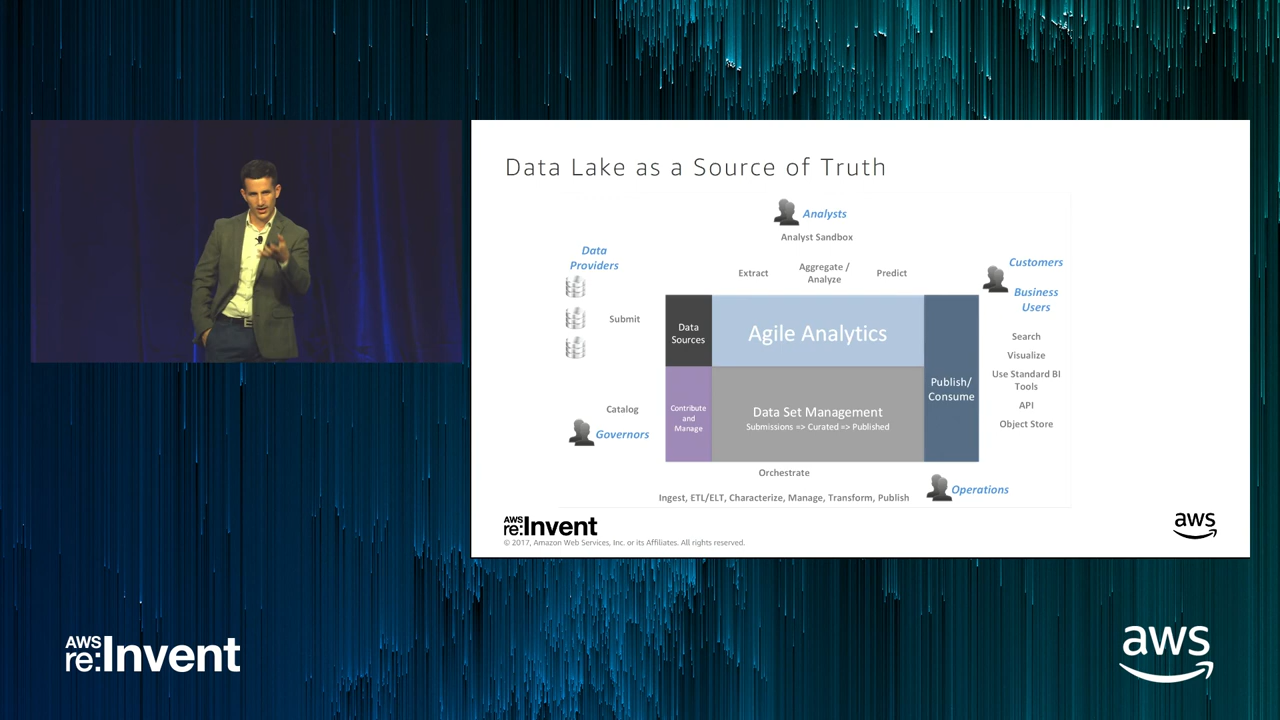 Data Lake as a Source of Truth
Analysts
Analyst Sandbox
Data
Providers
Extract
Aggregate /
Analyze
Predict
Customers
Business
Users
Submit
Data
Sources
Agile Analytics
Search
Visualize
Use Standard BI
Tools
API
Object Store
Publish/
Consume
Catalog
Governors
Contribute
and
Manage
Data Set Management
Submissions => Curated => Published
Orchestrate
Ingest, ETL/ELT, Characterize, Manage, Transform, Publish
Operations
AWS
re:Invent
© 2017, Amazon Web Services, Inc. or its Affiliates. All rights reserved.
aws
AWS
re:Invent
aws